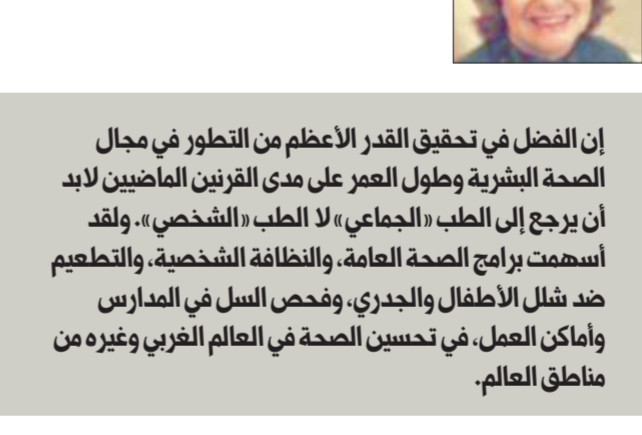 إن الفضل في تحقيق القدر الأعظم من التطور في مجال
الصحة البشرية وطول العمر على مدى القرنين الماضيين لابد
أن يرجع إلى الطب «الجماعي» لا الطب «الشخصي». ولقد
أسهمت برامج الصحة العامة، والنظافة الشخصية، والتطعيم
ضد شلل الأطفال والجدري، وفحص السل في المدارس
وأماكن العمل، في تحسين الصحة في العالم الغربي وغيره من
مناطق العالم.